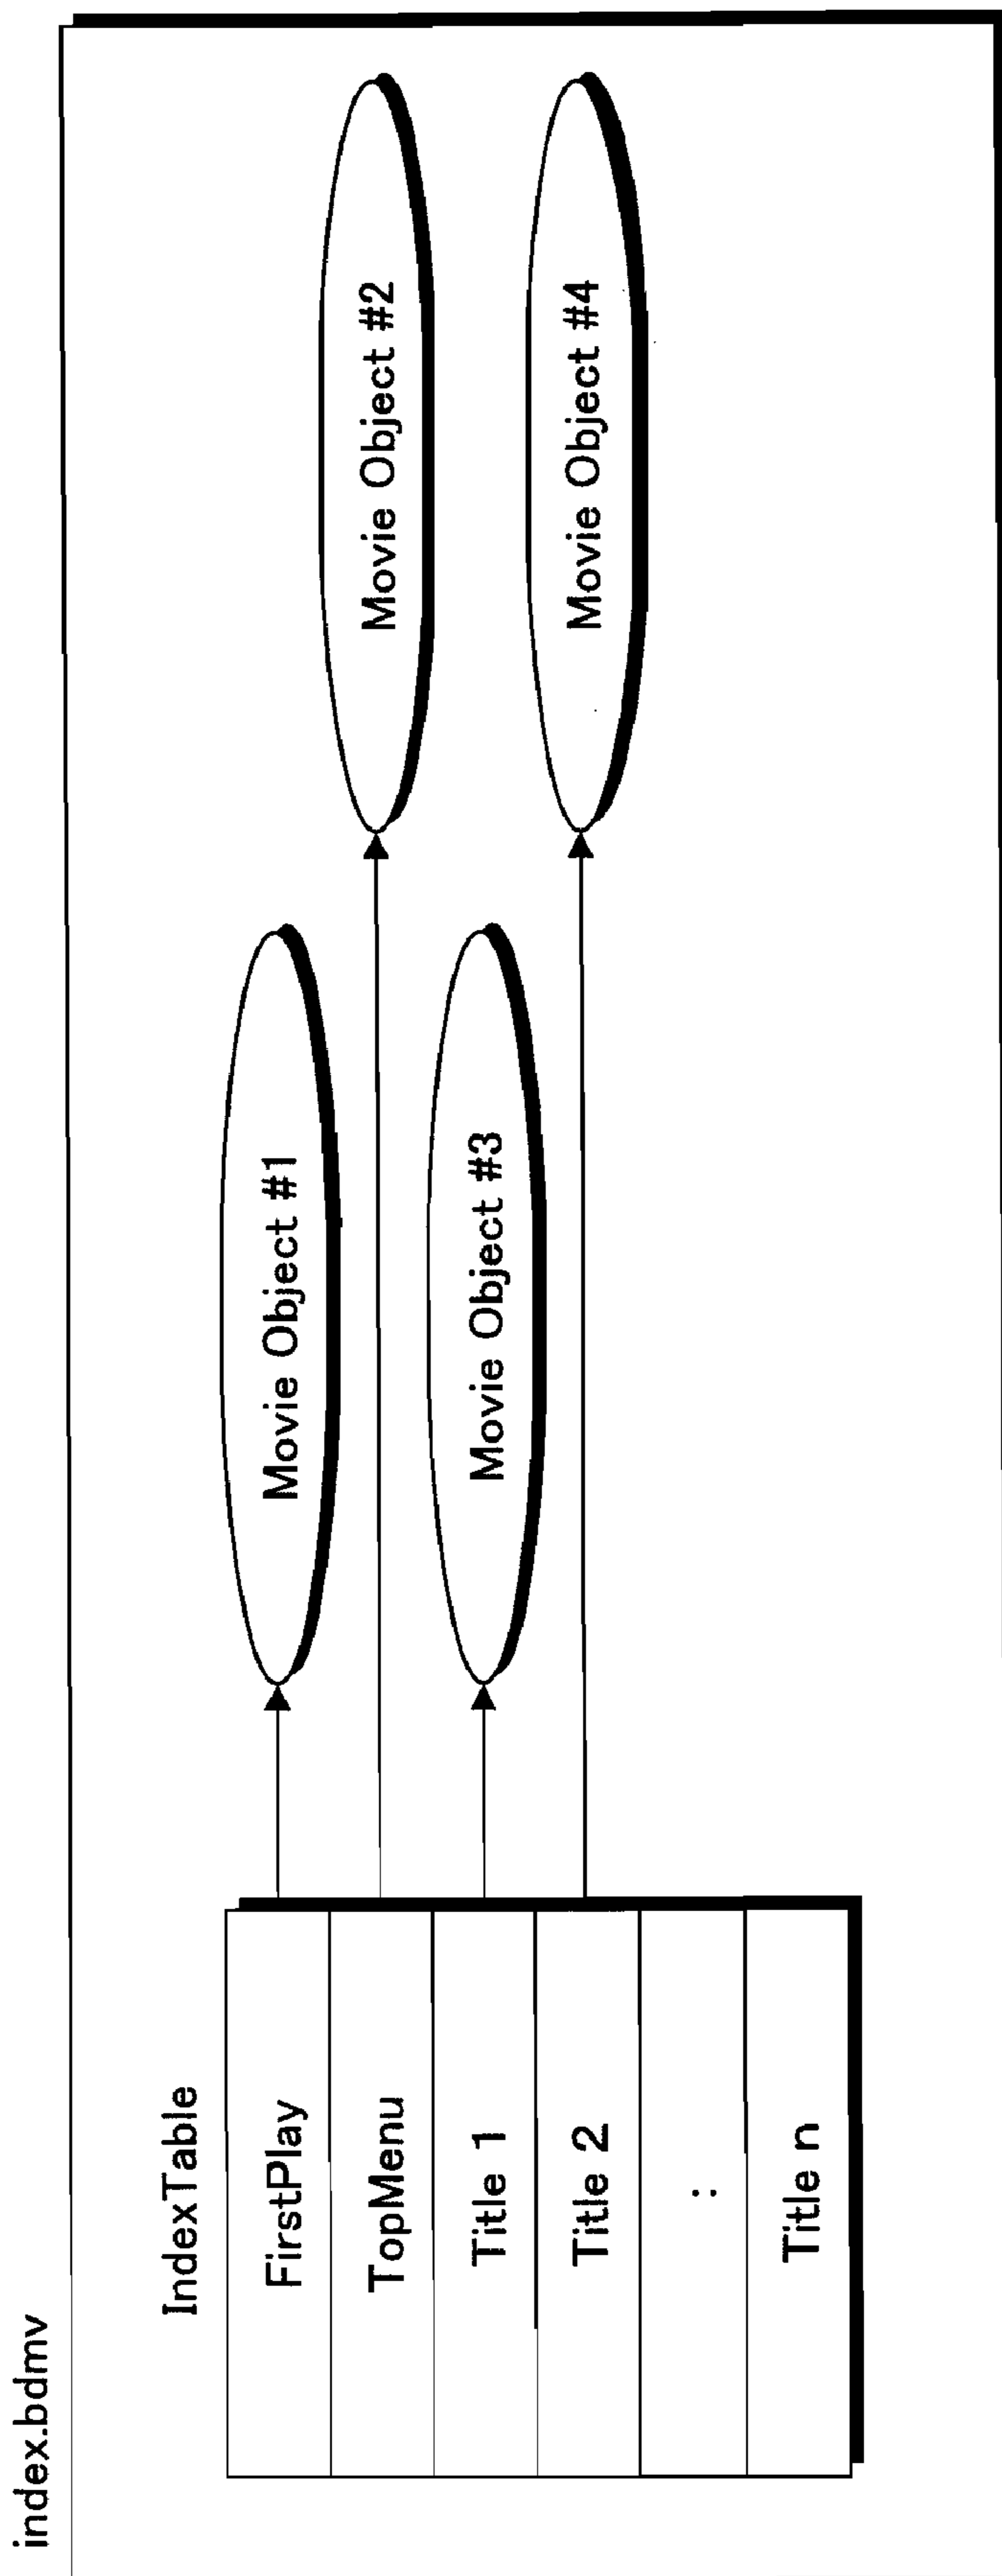 index.bdmv
IndexTable
FirstPlay
TopMenu
Title 1
Title 2
:
Title n
Movie Object #1
Movie Object #2
Movie Object #3
Movie Object #4